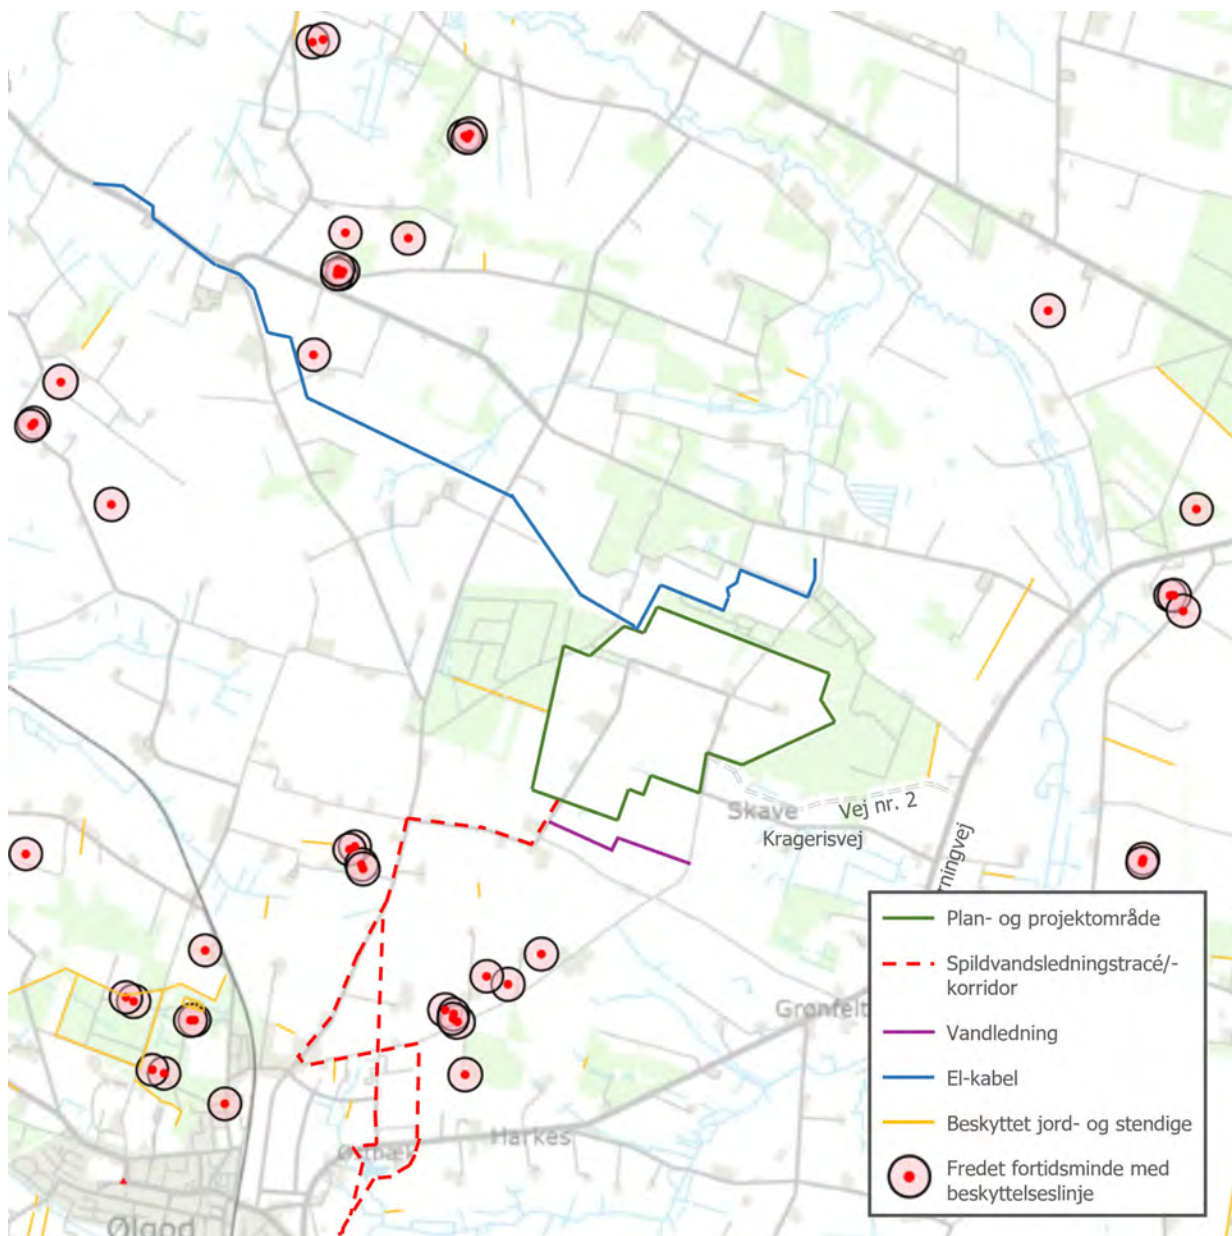 Skave
Vej nr. 2
Kragerisvej
rningvej
Grønfelt
Harkes
Østbæk
Ølgod
Plan- og projektområde
Spildvandsledningstracé/-
korridor
Vandledning
El-kabel
Beskyttet jord- og stendige
Fredet fortidsminde med
beskyttelseslinje